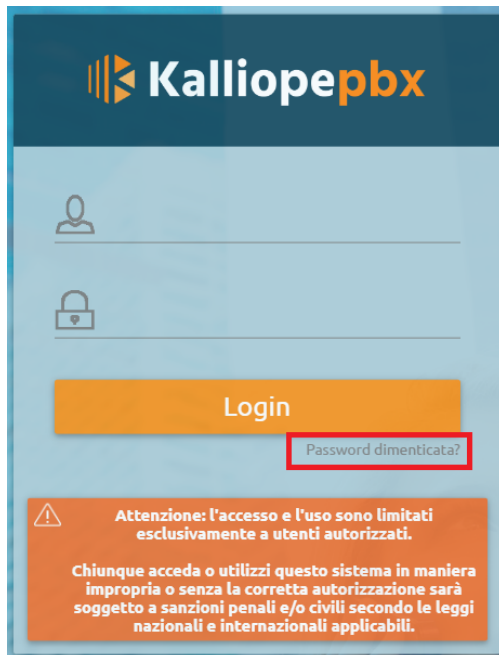 Kalliopepbx
Login
Password dimenticata?
Attenzione: l'accesso e l'uso sono limitati
esclusivamente a utenti autorizzati.
Chiunque acceda o utilizzi questo sistema in maniera
impropria o senza la corretta autorizzazione sarà
soggetto a sanzioni penali e/o civili secondo le leggi
nazionali e internazionali applicabili.